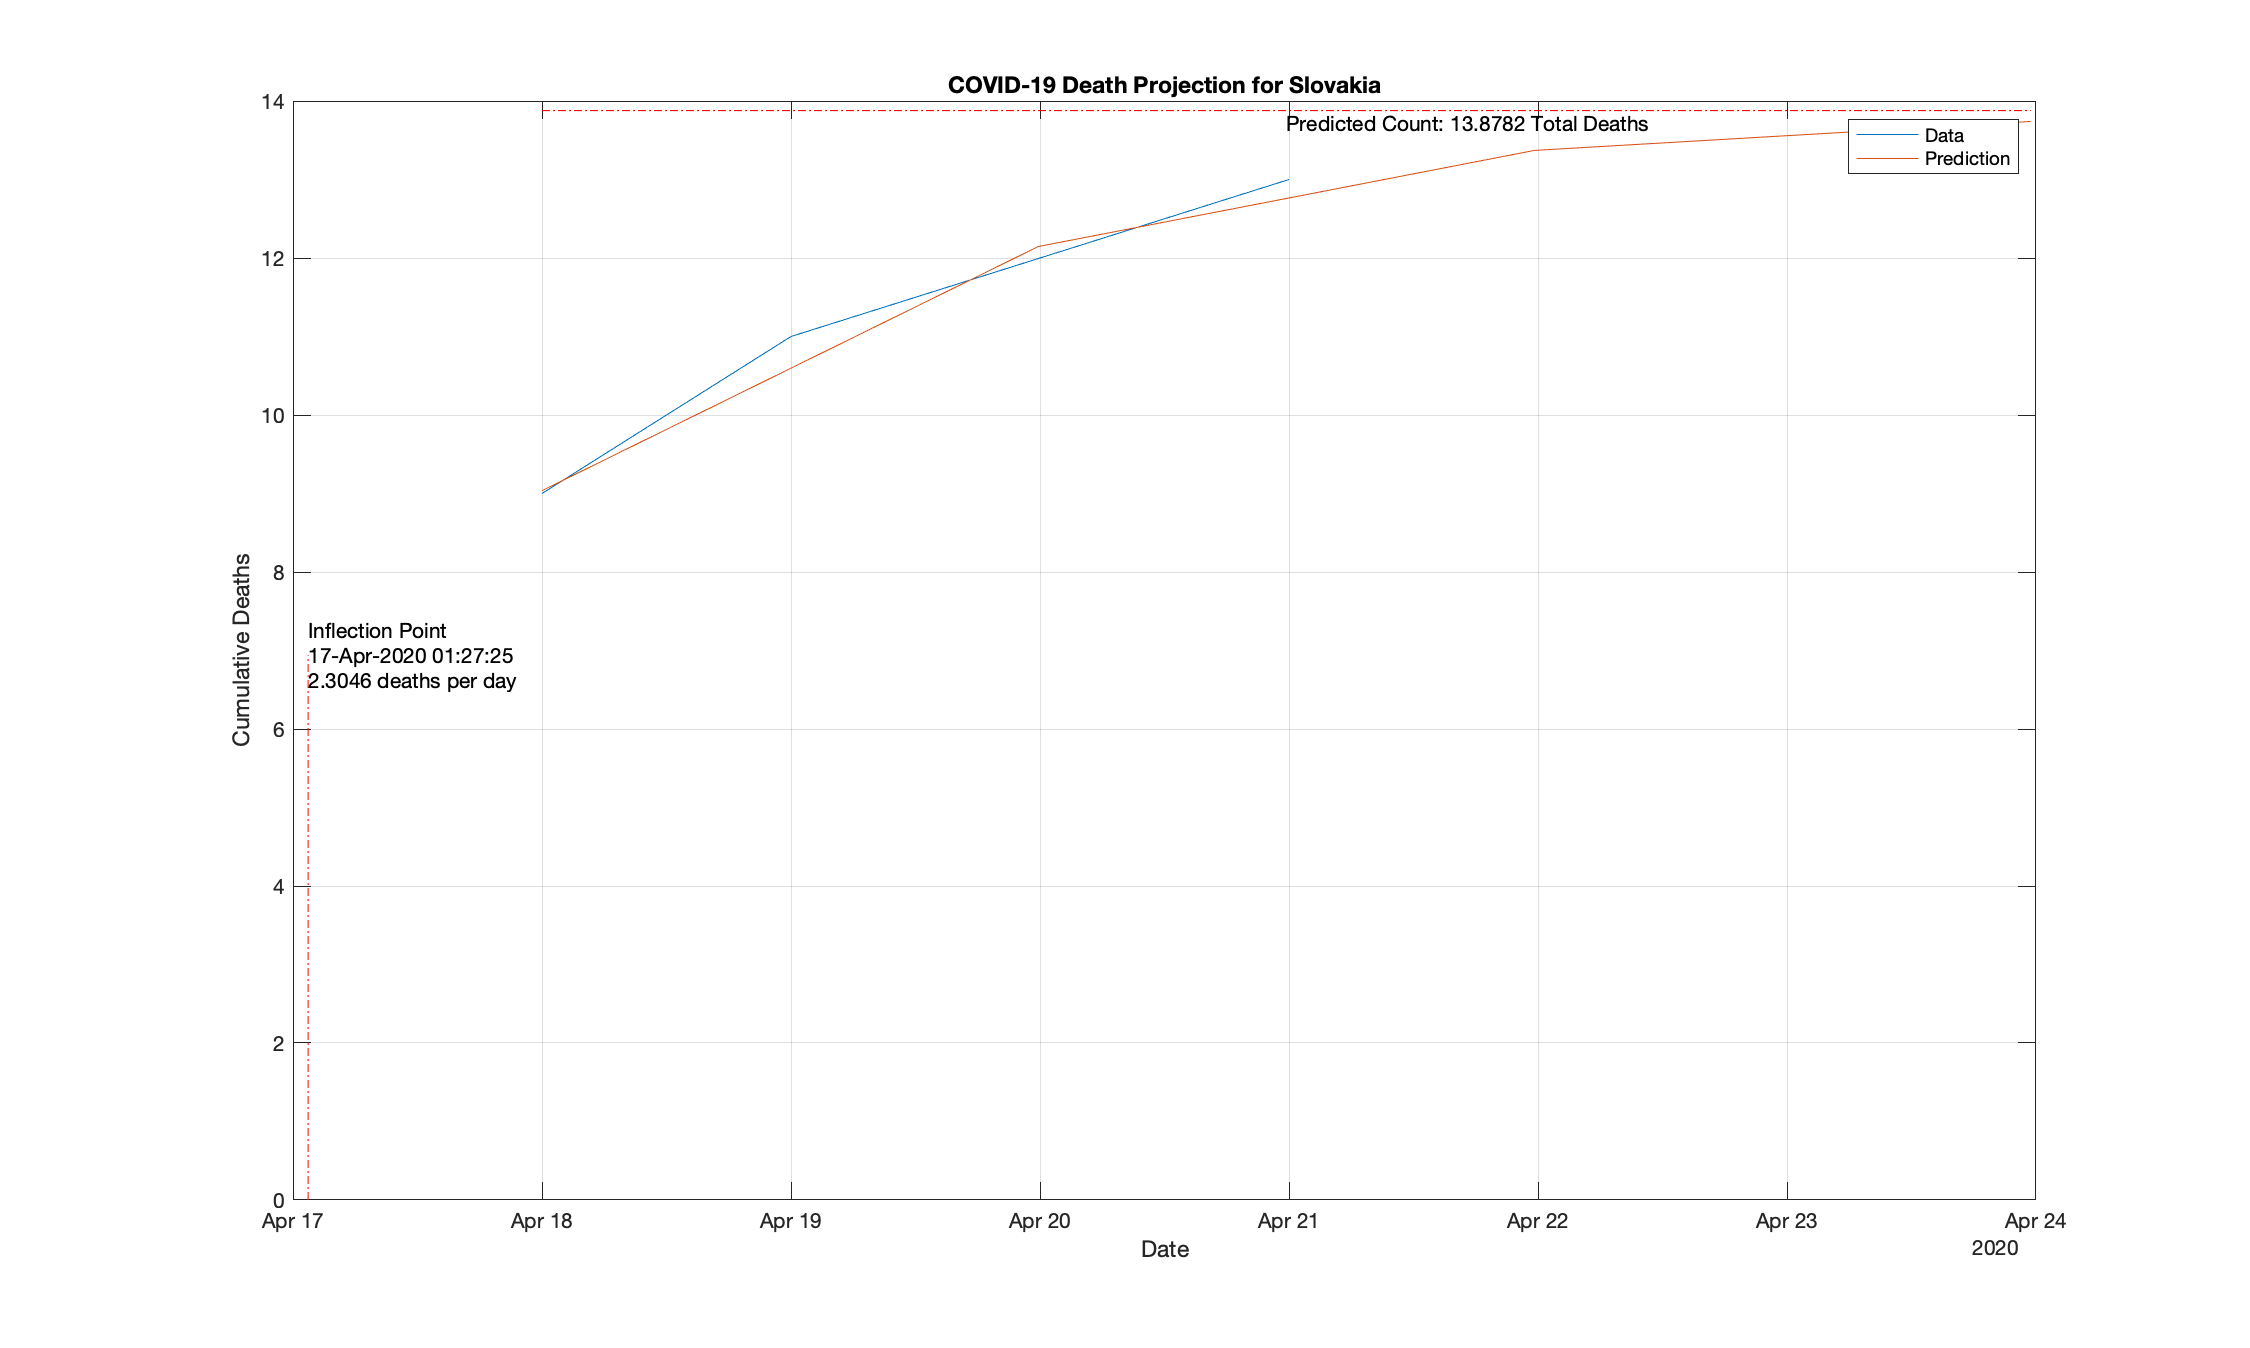 COVID-19 Death Projection for Slovakia
14
Predicted Count: 13.8782 Total Deaths
Data
Prediction
12
10
8
Cumulative Deaths
Inflection Point
17-Apr-2020 01:27:25
2.3046 deaths per day
6
4
2
0
Apr 17 Apr 18 Apr 19 Apr 20 Apr 21 Apr 22 Apr 23 Apr 24
Date
2020